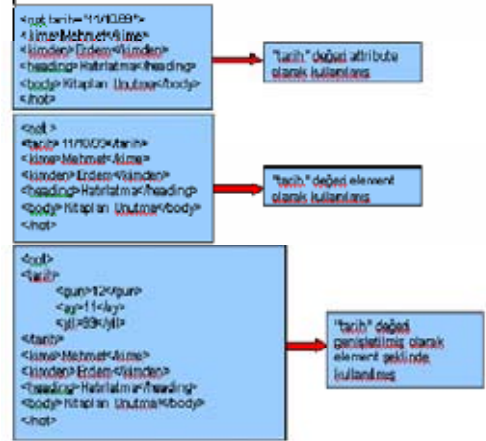 <not tarih="11/10/99">
<kime>Mehmet</kime>
<kimden>Erdem</kimden>
<heading>Hatırlatma</heading>
<body>Kitapları Unutma</body>
</not>
"tarih" değeri attribute
olarak kullanılmış
<not >
<tarih>11/10/99</tarih>
<kime>Mehmet</kime>
<kimden>Erdem</kimden>
<heading>Hatırlatma</heading>
<body>Kitapları Unutma</body>
</not>
"tarih" değeri element
olarak kullanılmış
<not>
<tarih>
<gun>12</gun>
<ay>11</ay>
<yil>99</yil>
</tarih>
<kime>Mehmet</kime>
<kimden>Erdem</kimden>
<heading>Hatırlatma</heading>
<body>Kitapları Unutma</body>
</not>
"tarih" değeri
genişletilmiş olarak
element şeklinde
kullanılmış